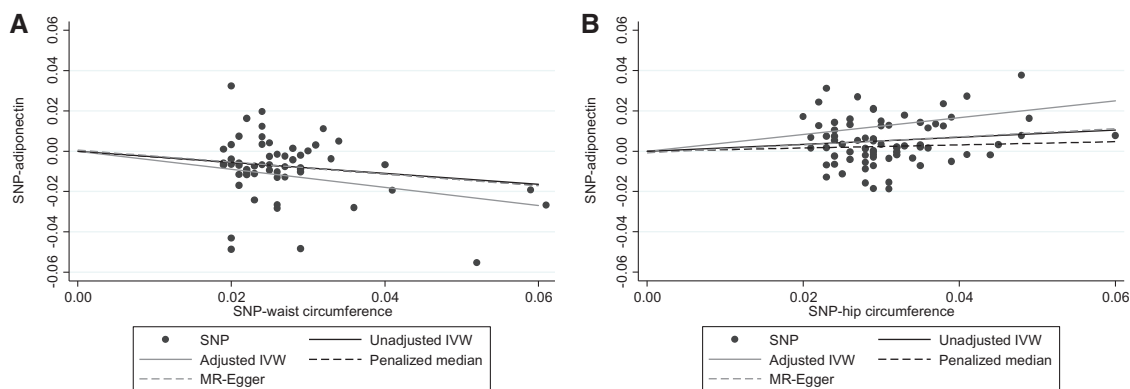 A
B
0.06
0.04
0.02
0.00
-0.02
-0.04
-0.06
SNP-adiponectin
0.00
0.02
0.04
0.06
SNP-waist circumference
SNP
Unadjusted IVW
Adjusted IVW
Penalized median
MR-Egger
0.06
0.04
0.02
0.00
-0.02
-0.04
-0.06
SNP-adiponectin
0.00
0.02
0.04
0.06
SNP-hip circumference
SNP
Unadjusted IVW
Adjusted IVW
Penalized median
MR-Egger